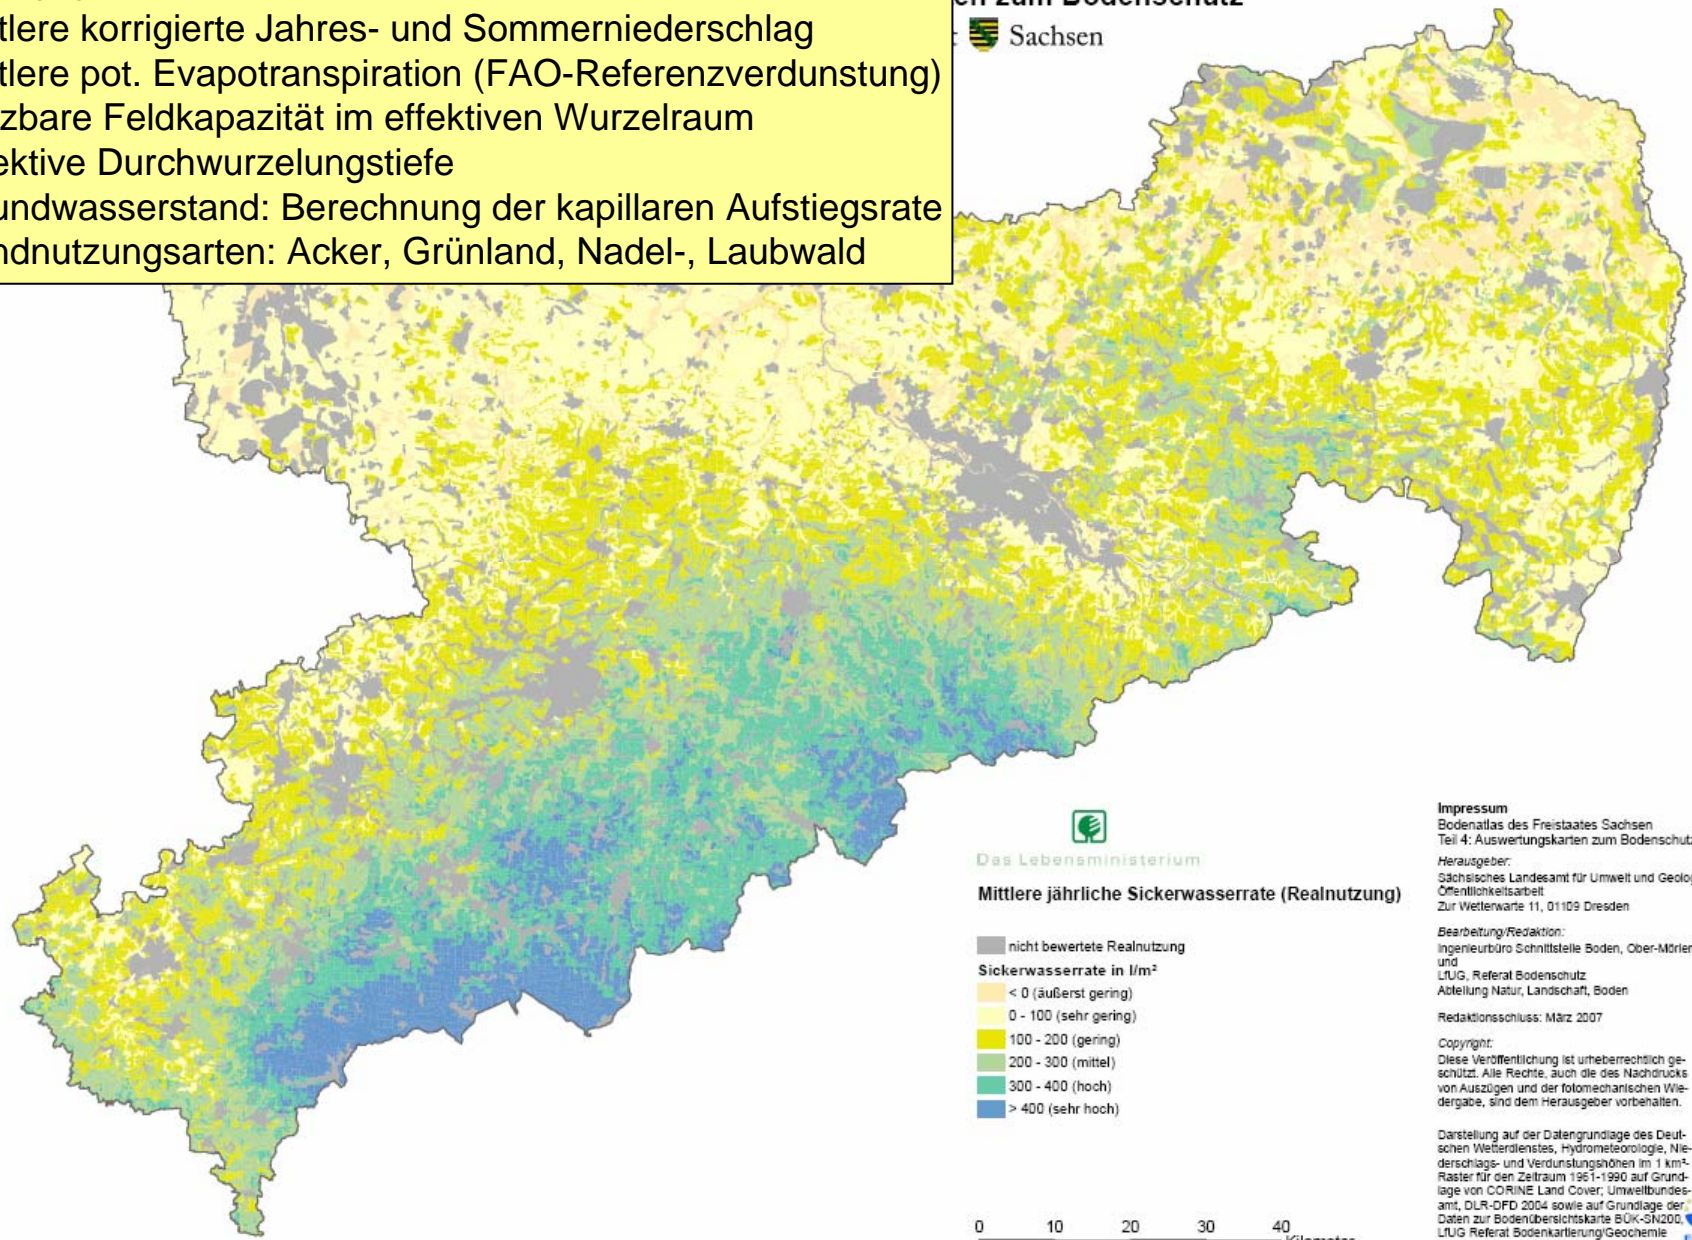 en zum Bodenschutz
tlere korrigierte Jahres- und Sommerniederschlag
tlere pot. Evapotranspiration (FAO-Referenzverdunstung)
zbare Feldkapazität im effektiven Wurzelraum
ektive Durchwurzelungstiefe
undwasserstand: Berechnung der kapillaren Aufstiegsrate
ndnutzungsarten: Acker, Grünland, Nadel-, Laubwald
Sachsen
Das Lebensministerium
Mittlere jährliche Sickerwasserrate (Realnutzung)
nicht bewertete Realnutzung
Sickerwasserrate in l/m²
< 0 (äußerst gering)
0 - 100 (sehr gering)
100 - 200 (gering)
200 - 300 (mittel)
300 - 400 (hoch)
> 400 (sehr hoch)
0 10 20 30 40
Kilometer
Impressum
Bodenatlas des Freistaates Sachsen
Teil 4: Auswertungskarten zum Bodenschutz
Herausgeber:
Sächsisches Landesamt für Umwelt und Geolog
Öffentlichkeitsarbeit
Zur Wetterwarte 11, 01109 Dresden
Bearbeitung/Redaktion:
Ingenieurbüro Schnittstelle Boden, Ober-Mörlen
und
LfUG, Referat Bodenschutz
Abteilung Natur, Landschaft, Boden
Redaktionsschluss: März 2007
Copyright:
Diese Veröffentlichung ist urheberrechtlich ge-
schützt. Alle Rechte, auch die des Nachdrucks
von Auszügen und der fotomechanischen Wie-
dergabe, sind dem Herausgeber vorbehalten.
Darstellung auf der Datengrundlage des Deut-
schen Wetterdienstes, Hydrometeorologie, Nie-
derschlags- und Verdunstungshöhen im 1 km²-
Raster für den Zeitraum 1961-1990 auf Grund-
lage von CORINE Land Cover; Umweltbundes-
amt, DLR-DFD 2004 sowie auf Grundlage der
Daten zur Bodenübersichtskarte BÜK-SN200,
LfUG Referat Bodenkartierung/Geochemie